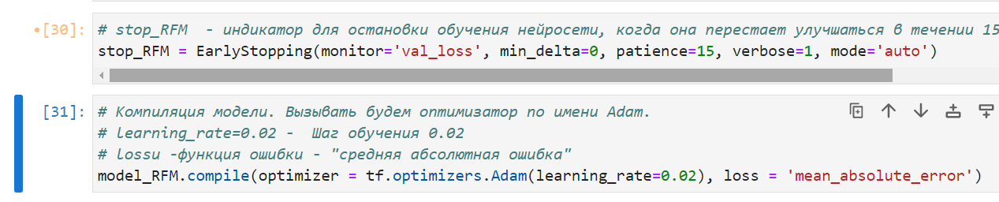 [30]:
# stop_RFM - индикатор для остановки обучения нейросети, когда она перестает улучшаться в течении 15
stop_RFM = EarlyStopping(monitor='val_loss', min_delta=0, patience=15, verbose=1, mode='auto')
[31]:
# Компиляция модели. Вызывать будем оптимизатор по имени Adam.
# learning_rate=0.02 - Шаг обучения 0.02
# lossи -функция ошибки - "средняя абсолютная ошибка"
model_RFM.compile(optimizer = tf.optimizers.Adam(learning_rate=0.02), loss = 'mean_absolute_error')